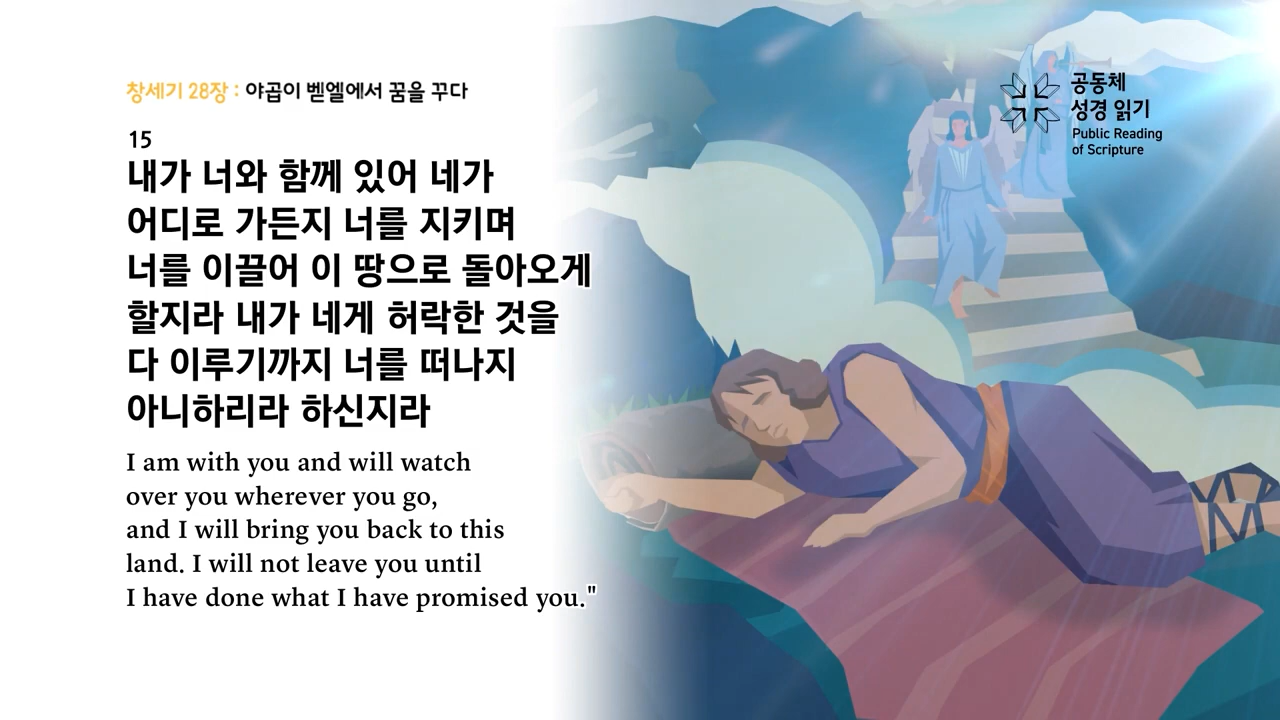 창세기 28장 : 야곱이 벧엘에서 꿈을 꾸다
공동체
성경 읽기
Public Reading
of Scripture
15
내가 너와 함께 있어 네가
어디로 가든지 너를 지키며
너를 이끌어 이 땅으로 돌아오게
할지라 내가 네게 허락한 것을
다 이루기까지 너를 떠나지
아니하리라 하신지라
I am with you and will watch
over you wherever you go,
and I will bring you back to this
land. I will not leave you until
I have done what I have promised you."